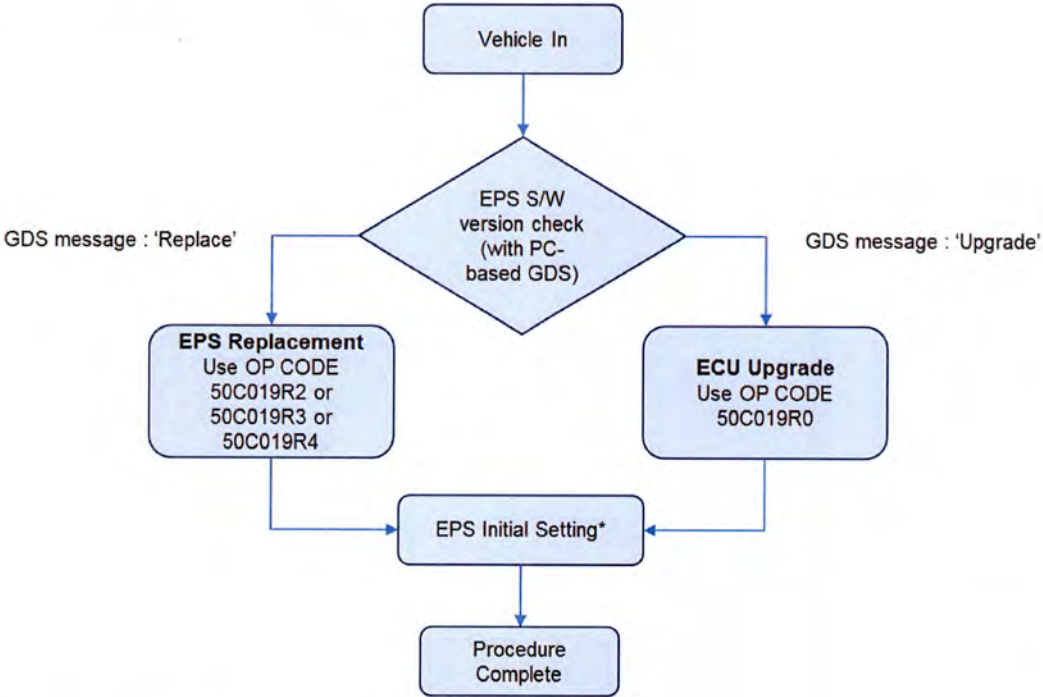 Vehicle In
EPS S/W
version check
(with PC-
based GDS)
GDS message : 'Replace'
GDS message : 'Upgrade'
EPS Replacement
Use OP CODE
50C019R2 or
50C019R3 or
50C019R4
ECU Upgrade
Use OP CODE
50C019R0
EPS Initial Setting*
Procedure
Complete